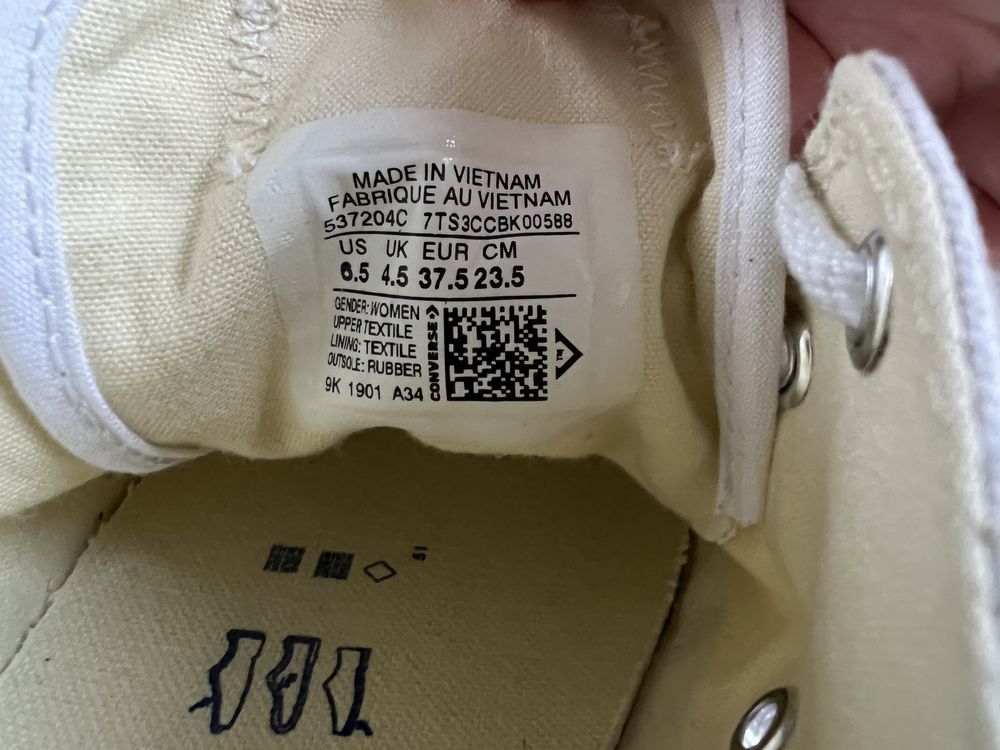 MADE IN VIETNAM
FABRIQUE AU VIETNAM
537204C 7TS3CCBK00588
US UK EUR CM
6.5 4.5 37.5 23.5
GENDER: WOMEN
UPPER TEXTILE
LINING: TEXTILE
OUTSOLE: RUBBER
9K 1901 A34
CONVERSE
TM